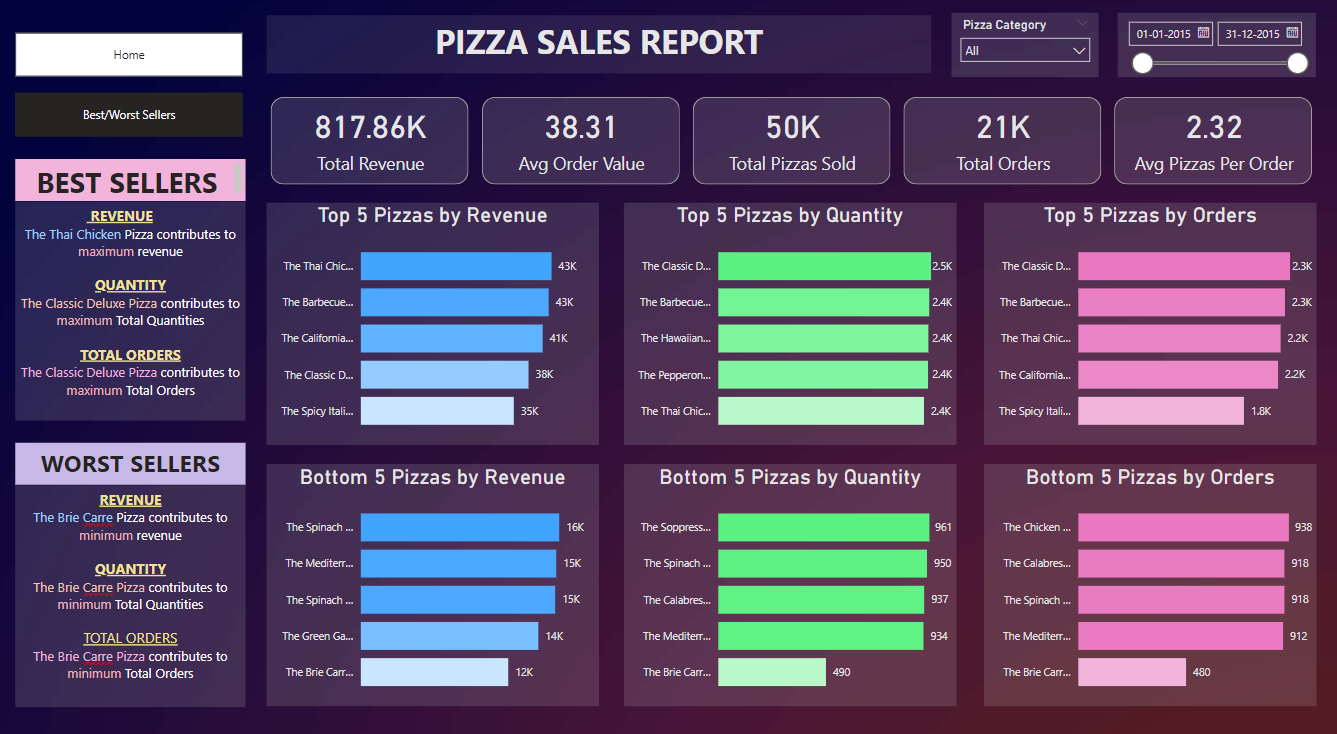 Home
Best/Worst Sellers
PIZZA SALES REPORT
Pizza Category
All
01-01-2015
31-12-2015
817.86K
Total Revenue
38.31
Avg Order Value
50K
Total Pizzas Sold
21K
Total Orders
2.32
Avg Pizzas Per Order
BEST SELLERS
REVENUE
The Thai Chicken Pizza contributes to
maximum revenue
QUANTITY
The Classic Deluxe Pizza contributes to
maximum Total Quantities
TOTAL ORDERS
The Classic Deluxe Pizza contributes to
maximum Total Orders
WORST SELLERS
REVENUE
The Brie Carre Pizza contributes to
minimum revenue
QUANTITY
The Brie Carre Pizza contributes to
minimum Total Quantities
TOTAL ORDERS
The Brie Carre Pizza contributes to
minimum Total Orders
Top 5 Pizzas by Revenue
The Thai Chic... 43K
The Barbecue... 43K
The California... 41K
The Classic D... 38K
The Spicy Itali... 35K
Top 5 Pizzas by Quantity
The Classic D... 2.5K
The Barbecue... 2.4K
The Hawaiian... 2.4K
The Pepperon... 2.4K
The Thai Chic... 2.4K
Top 5 Pizzas by Orders
The Classic D... 2.3K
The Barbecue... 2.3K
The Thai Chic... 2.2K
The California... 2.2K
The Spicy Itali... 1.8K
Bottom 5 Pizzas by Revenue
The Spinach ... 16K
The Mediterr... 15K
The Spinach ... 15K
The Green Ga... 14K
The Brie Carr... 12K
Bottom 5 Pizzas by Quantity
The Soppress... 961
The Spinach ... 950
The Calabres... 937
The Mediterr... 934
The Brie Carr... 490
Bottom 5 Pizzas by Orders
The Chicken ... 938
The Calabres... 918
The Spinach ... 918
The Mediterr... 912
The Brie Carr... 480